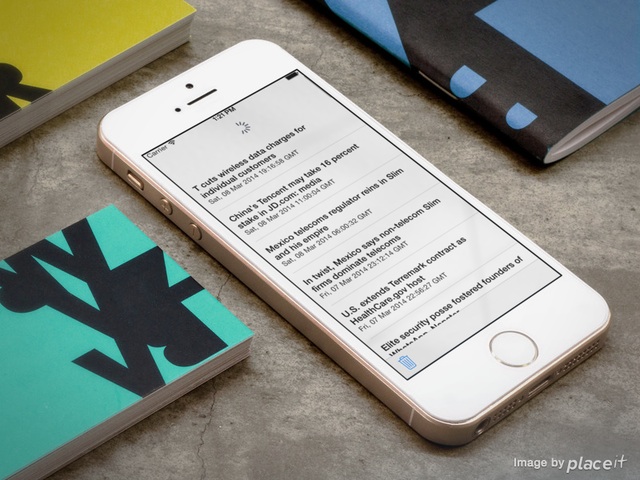 Carrier
1:21 PM
T cuts wireless data charges for
individual customers
Sat, 08 Mar 2014 19:16:58 GMT
China's Tencent may take 16 percent
stake in JD.com: media
Sat, 08 Mar 2014 11:00:04 GMT
Mexico telecoms regulator reins in Slim
and his empire
Sat, 08 Mar 2014 06:00:32 GMT
In twist, Mexico says non-telecom Slim
firms dominate telecoms
Fri, 07 Mar 2014 23:12:14 GMT
U.S. extends Terremark contract as
HealthCare.gov host
Fri, 07 Mar 2014 22:56:27 GMT
Elite security posse fostered founders of
WhatsApp, Napster
Image by placeit